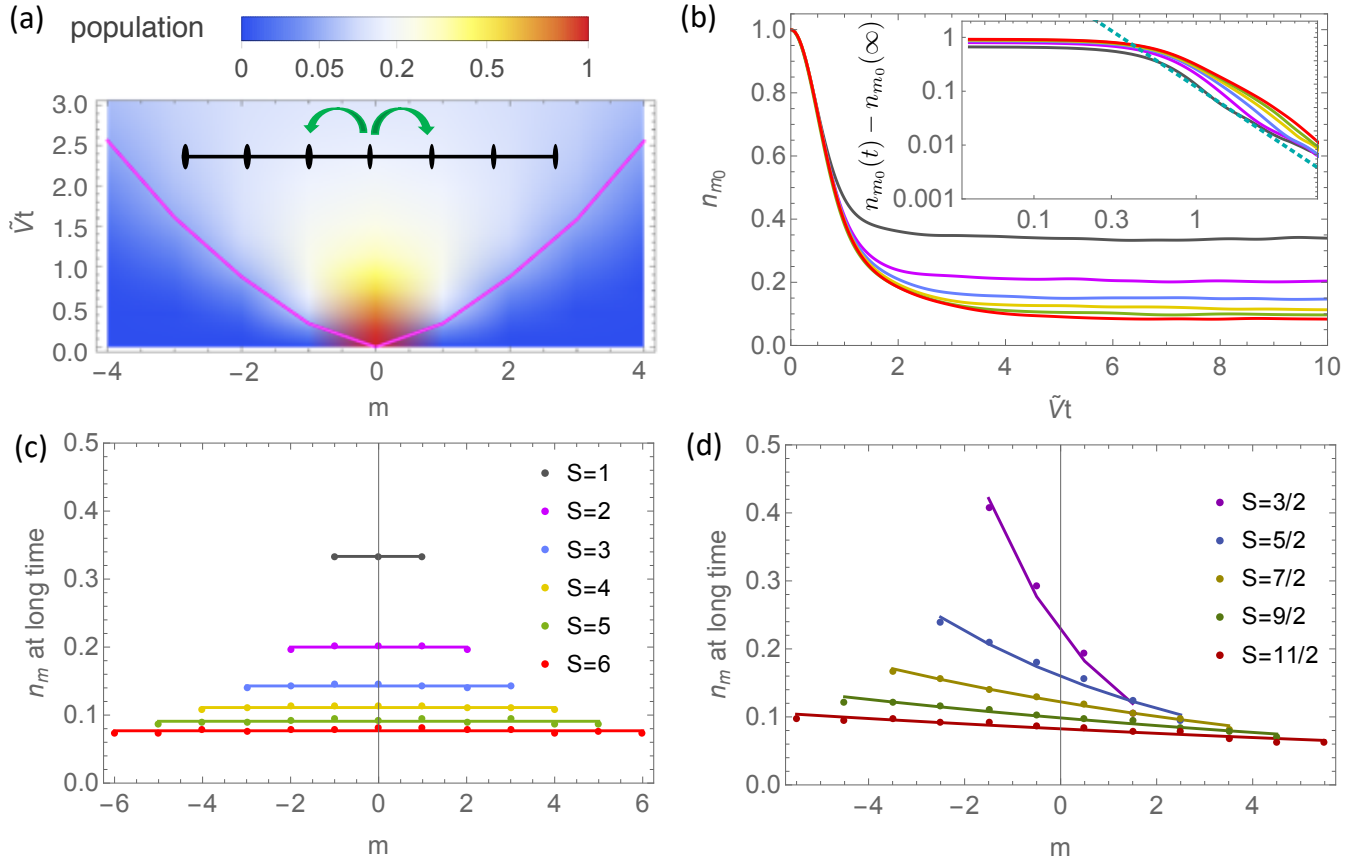 (a)
population
0 0.05 0.2 0.5 1
3.0
2.5
2.0
1.5
1.0
0.5
0.0
Ṽt
−4 −2 0 2 4
m
(b)
1.0
0.8
0.6
0.4
0.2
0.0
n_{m_0}
0 2 4 6 8 10
Ṽt
n_{m_0}(t) − n_{m_0}(∞)
1
0.1
0.01
0.001
0.1 0.3 1
(c)
0.5
0.4
0.3
0.2
0.1
0.0
n_m at long time
S=1
S=2
S=3
S=4
S=5
S=6
−6 −4 −2 0 2 4 6
m
(d)
0.5
0.4
0.3
0.2
0.1
0.0
n_m at long time
S=3/2
S=5/2
S=7/2
S=9/2
S=11/2
−4 −2 0 2 4
m